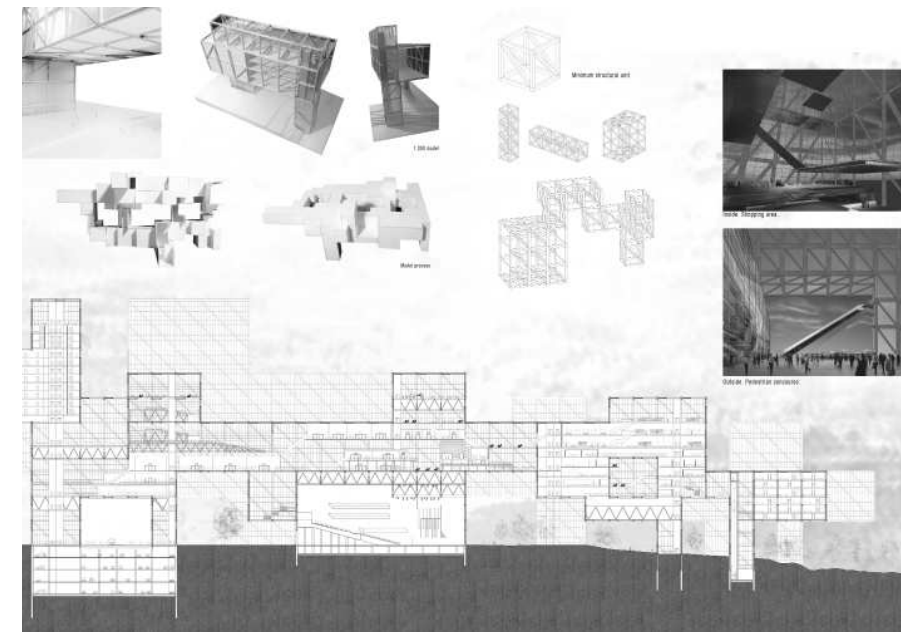 Minimum structural unit
1:200 model
Inside. Shopping area.
Model process
Outside. Pedestrian concourse.